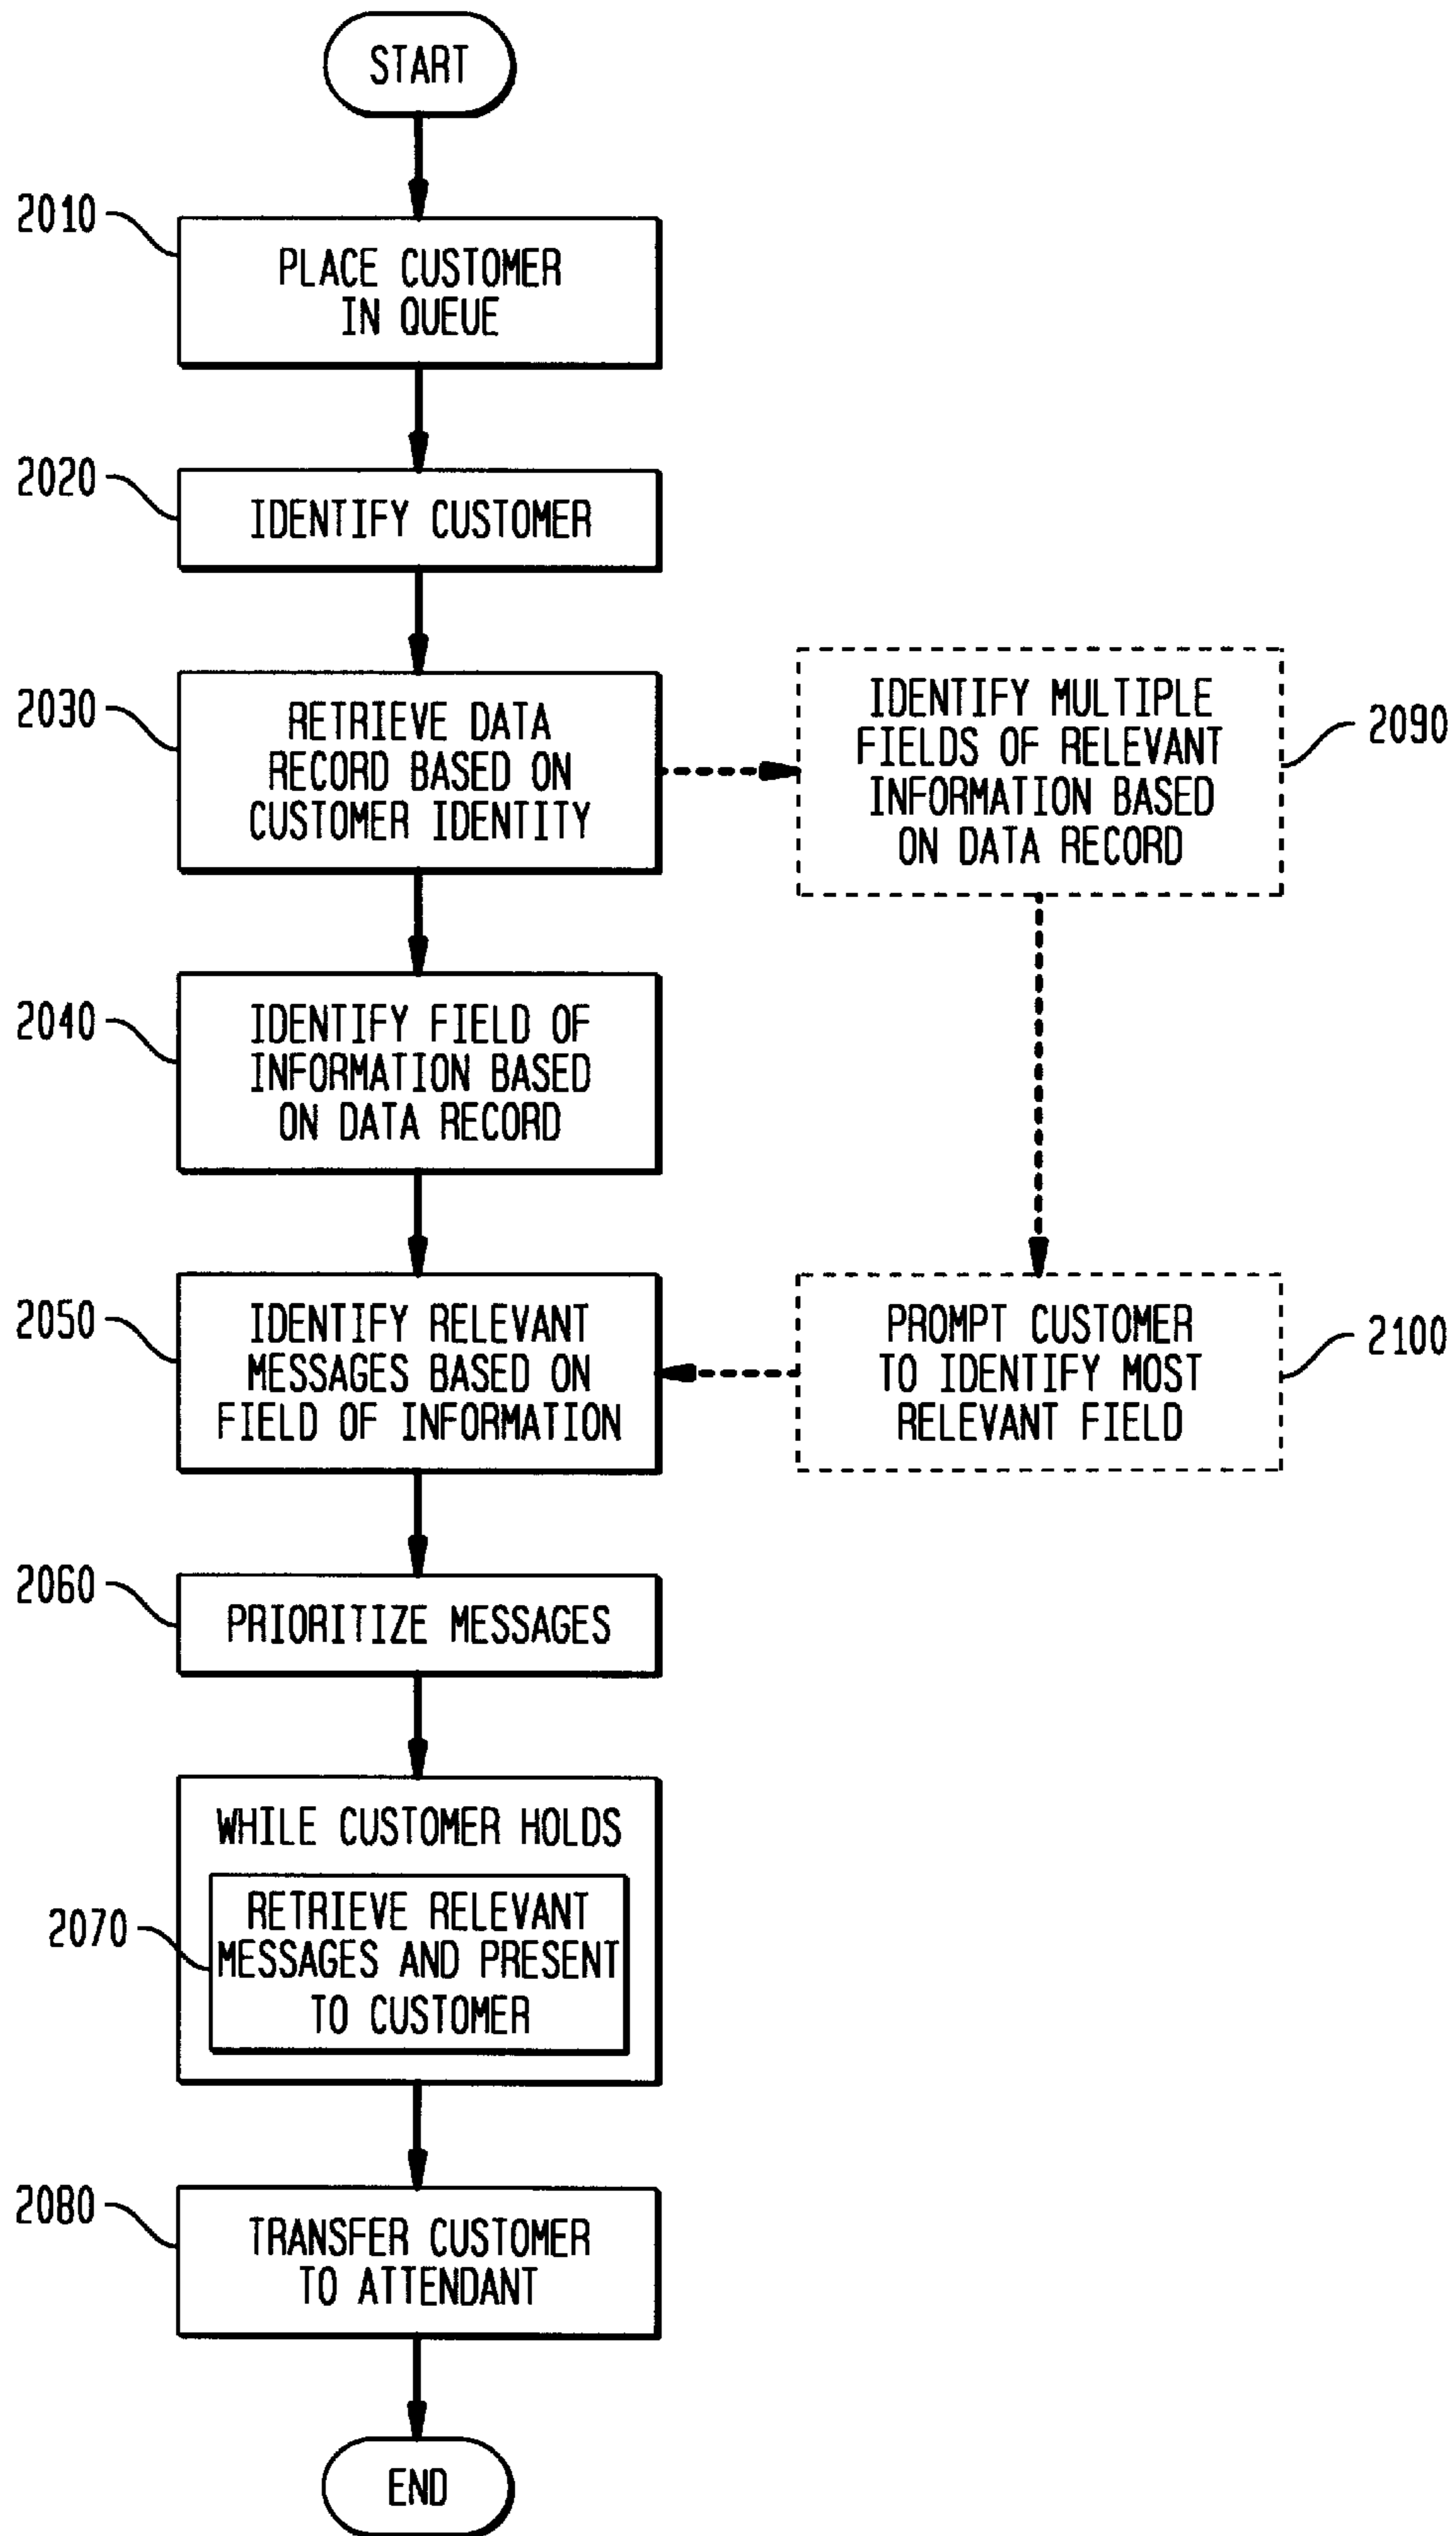 START
2010
PLACE CUSTOMER
IN QUEUE
2020
IDENTIFY CUSTOMER
2030
RETRIEVE DATA
RECORD BASED ON
CUSTOMER IDENTITY
IDENTIFY MULTIPLE
FIELDS OF RELEVANT
INFORMATION BASED
ON DATA RECORD
2090
2040
IDENTIFY FIELD OF
INFORMATION BASED
ON DATA RECORD
2050
IDENTIFY RELEVANT
MESSAGES BASED ON
FIELD OF INFORMATION
PROMPT CUSTOMER
TO IDENTIFY MOST
RELEVANT FIELD
2100
2060
PRIORITIZE MESSAGES
WHILE CUSTOMER HOLDS
2070
RETRIEVE RELEVANT
MESSAGES AND PRESENT
TO CUSTOMER
2080
TRANSFER CUSTOMER
TO ATTENDANT
END